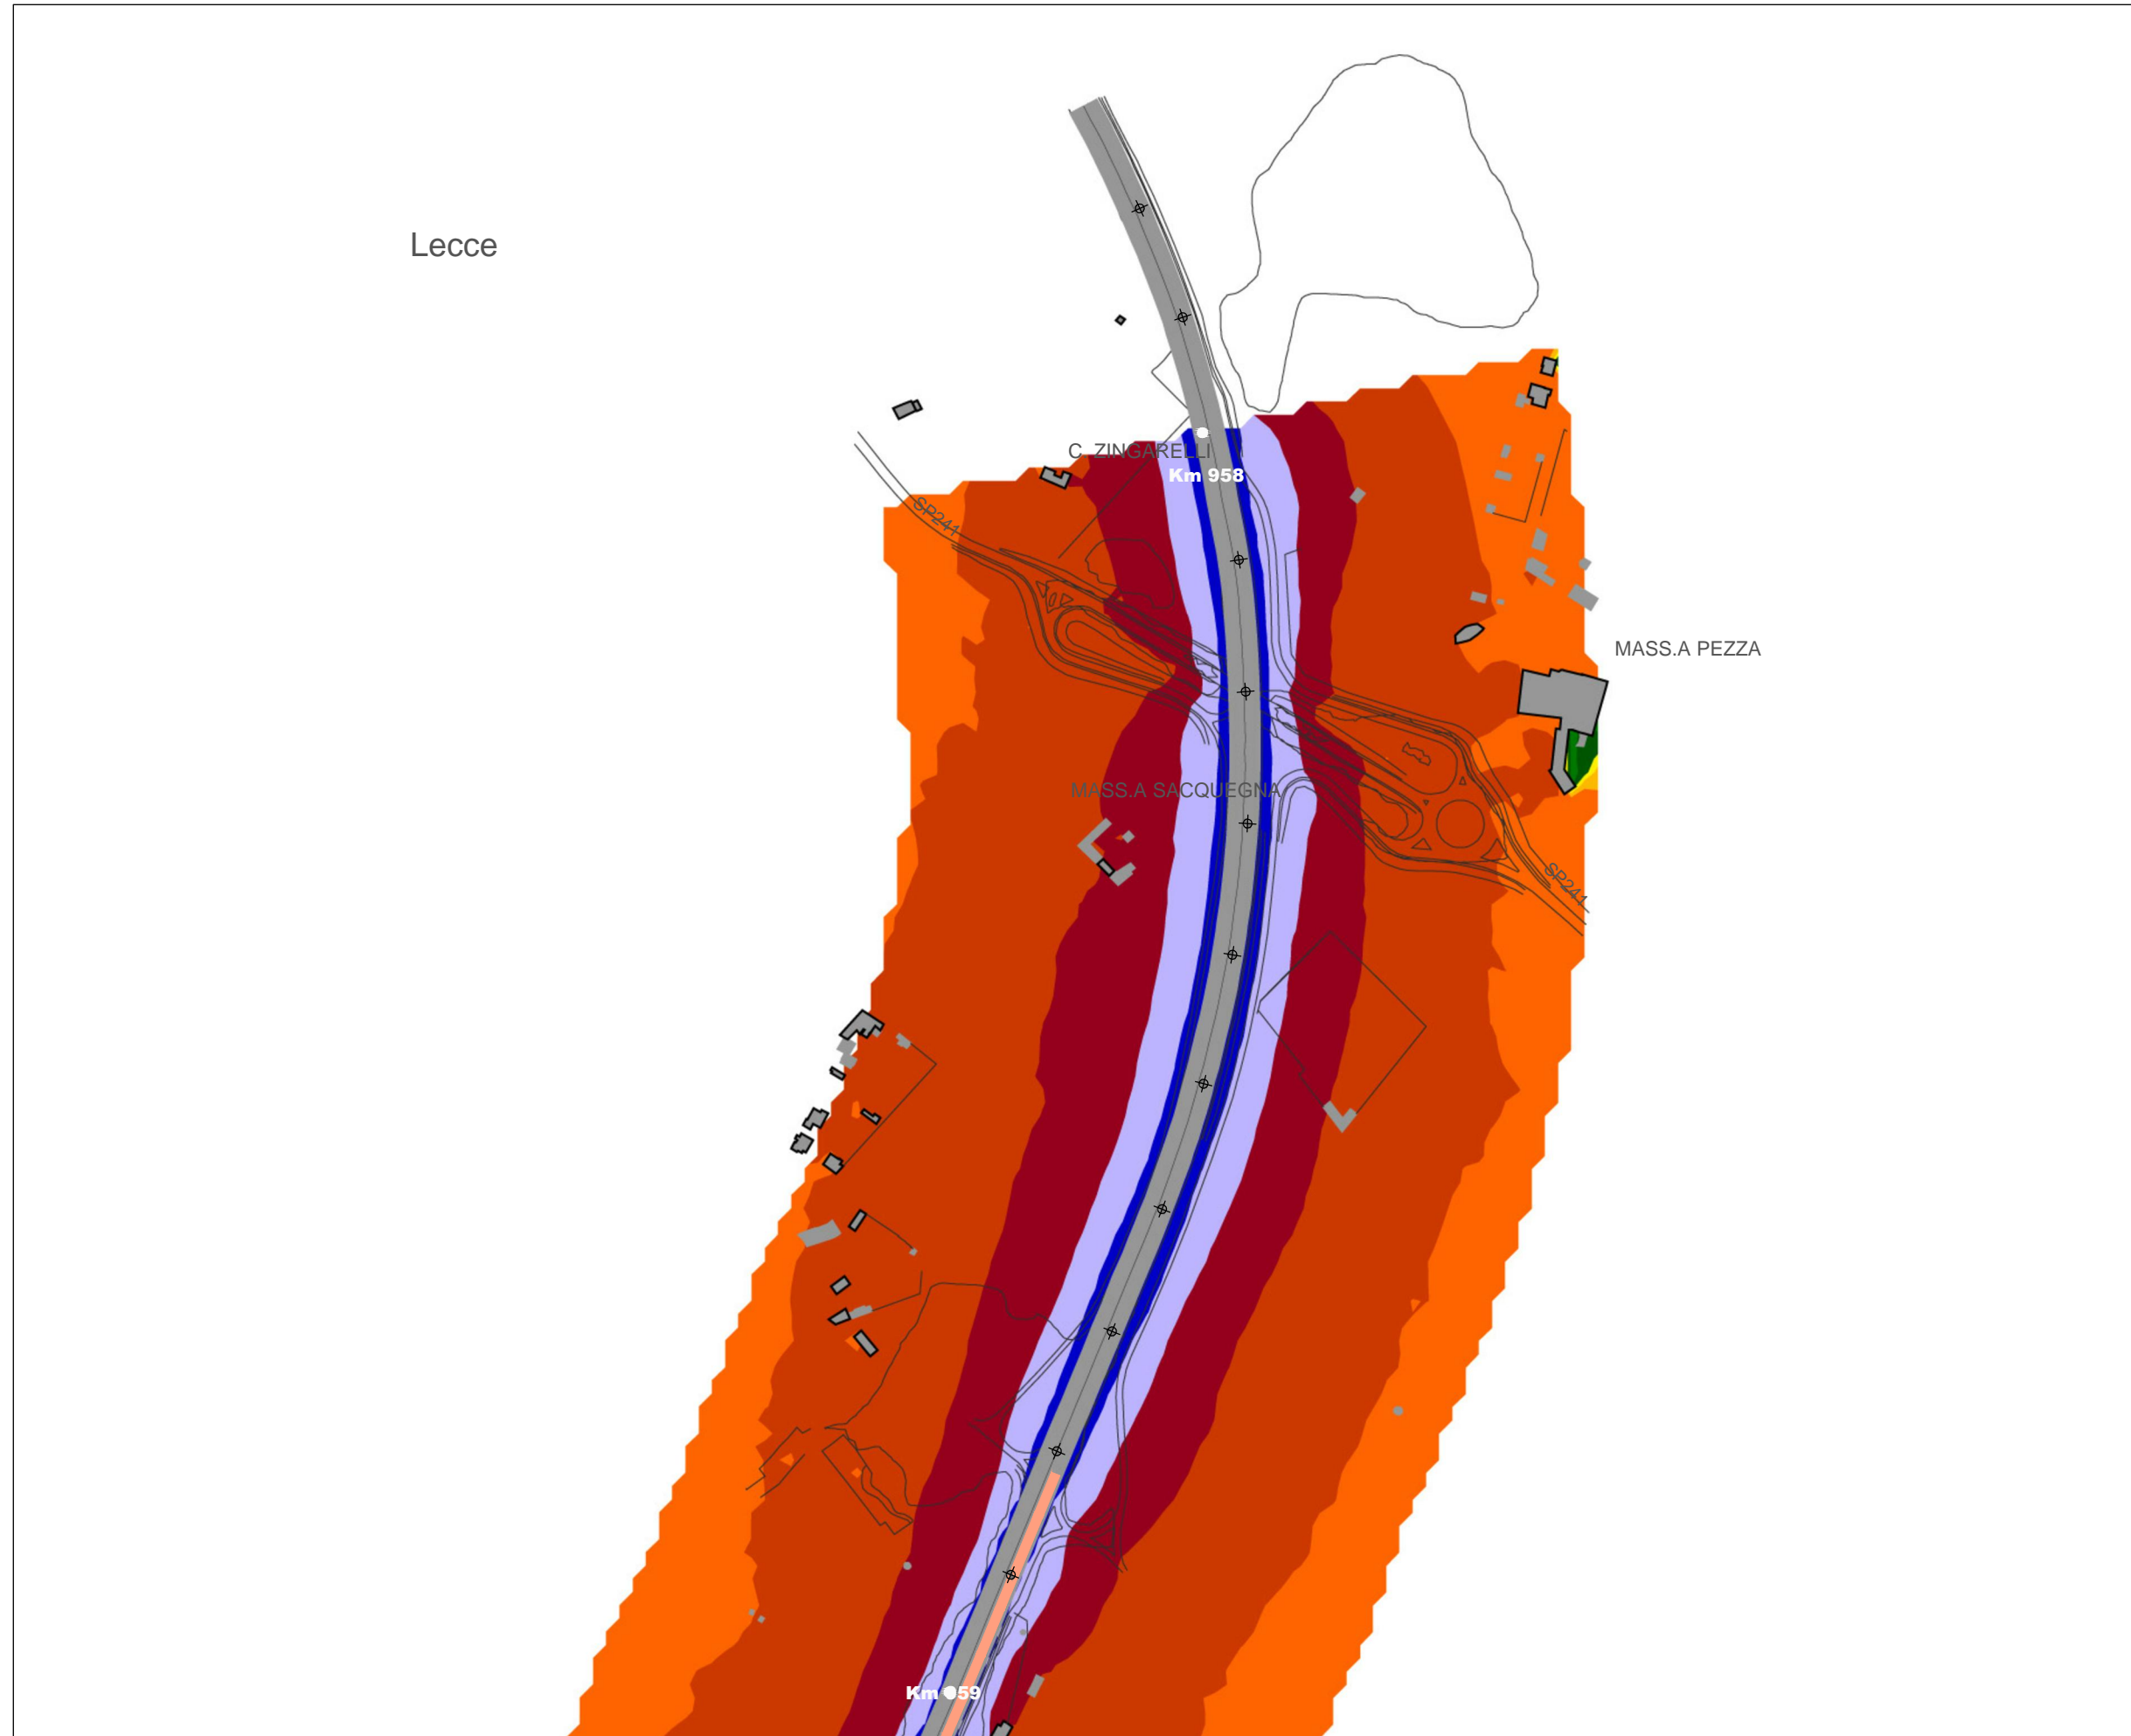 Lecce
C. ZINGARELLI
Km 958
SP241
MASS.A PEZZA
MASS.A SACQUEGNA
SP241
Km 959